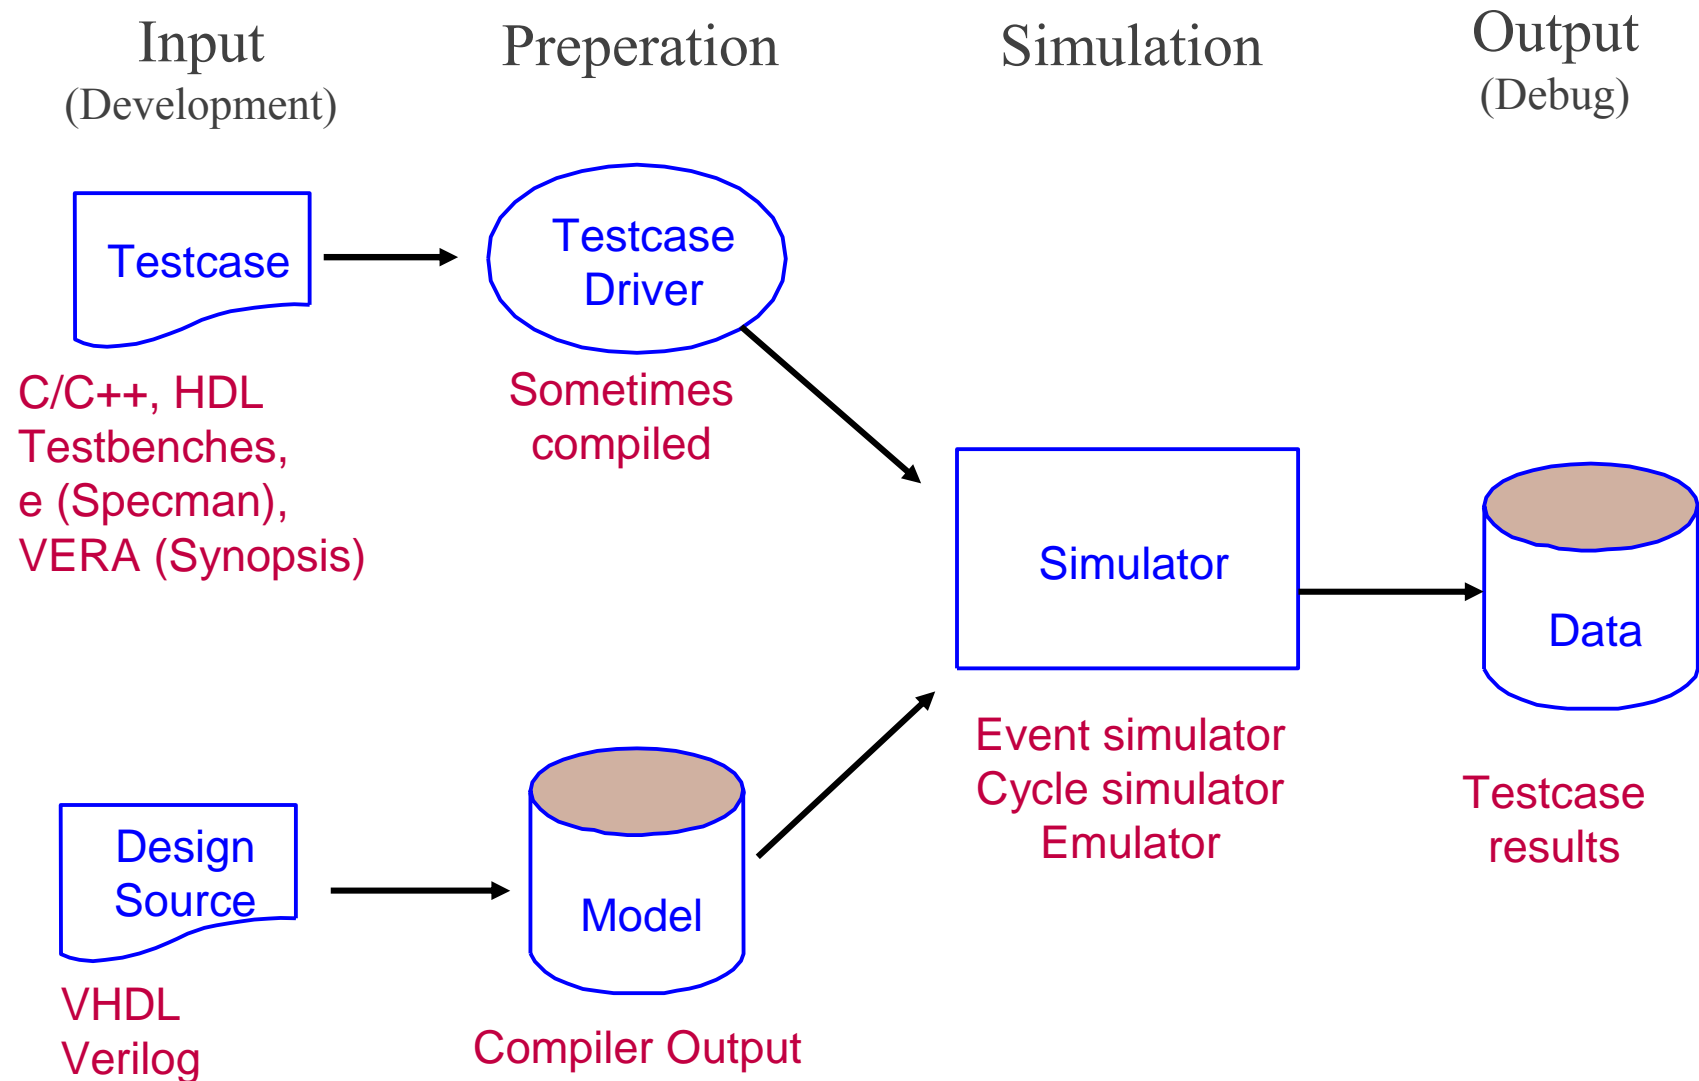 Input
(Development)
Preperation
Simulation
Output
(Debug)
Testcase
Testcase
Driver
C/C++, HDL
Testbenches,
e (Specman),
VERA (Synopsis)
Sometimes
compiled
Simulator
Data
Event simulator
Cycle simulator
Emulator
Testcase
results
Design
Source
Model
VHDL
Verilog
Compiler Output